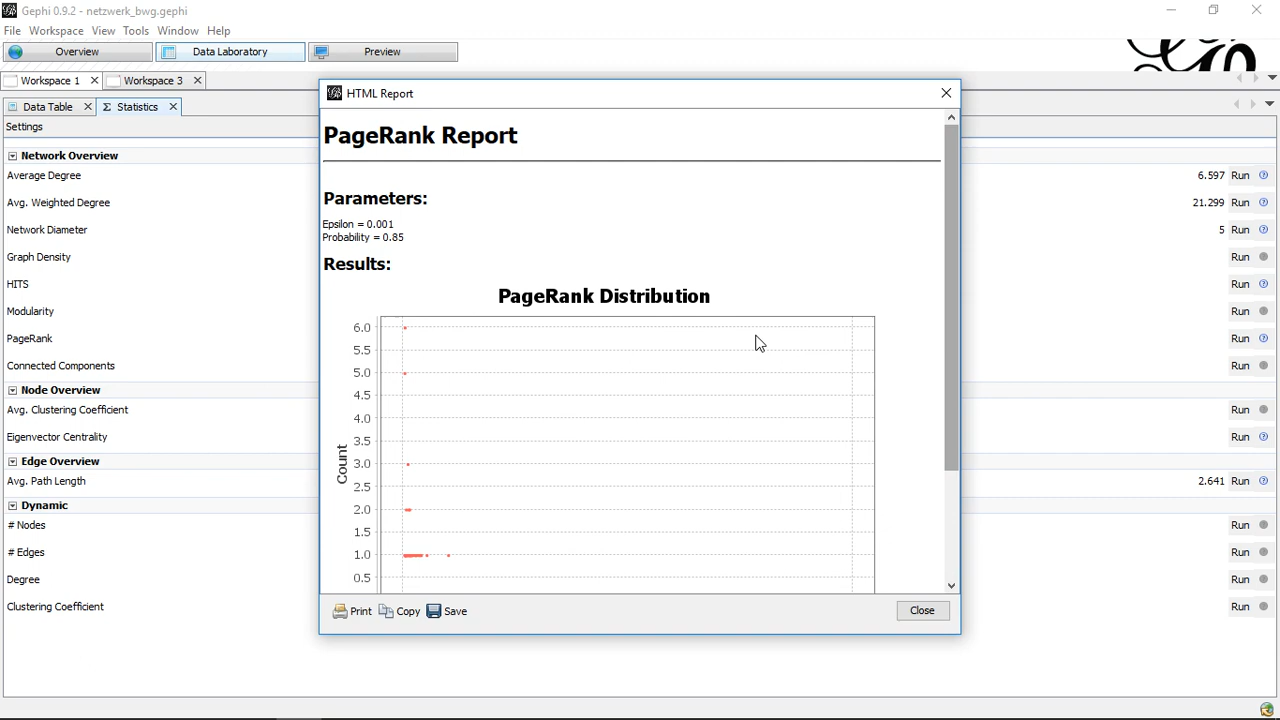 Gephi 0.9.2 - netzwerk_bwg.gephi
File Workspace View Tools Window Help
Overview Data Laboratory Preview
Workspace 1 Workspace 3
Data Table Σ Statistics
Settings
Network Overview
Average Degree 6.597 Run
Avg. Weighted Degree 21.299 Run
Network Diameter 5 Run
Graph Density Run
HITS Run
Modularity Run
PageRank Run
Connected Components Run
Node Overview
Avg. Clustering Coefficient Run
Eigenvector Centrality Run
Edge Overview
Avg. Path Length 2.641 Run
Dynamic
# Nodes Run
# Edges Run
Degree Run
Clustering Coefficient Run
HTML Report
PageRank Report
Parameters:
Epsilon = 0.001
Probability = 0.85
Results:
PageRank Distribution
6.0
5.5
5.0
4.5
4.0
3.5
3.0
2.5
2.0
1.5
1.0
0.5
Count
Print Copy Save Close